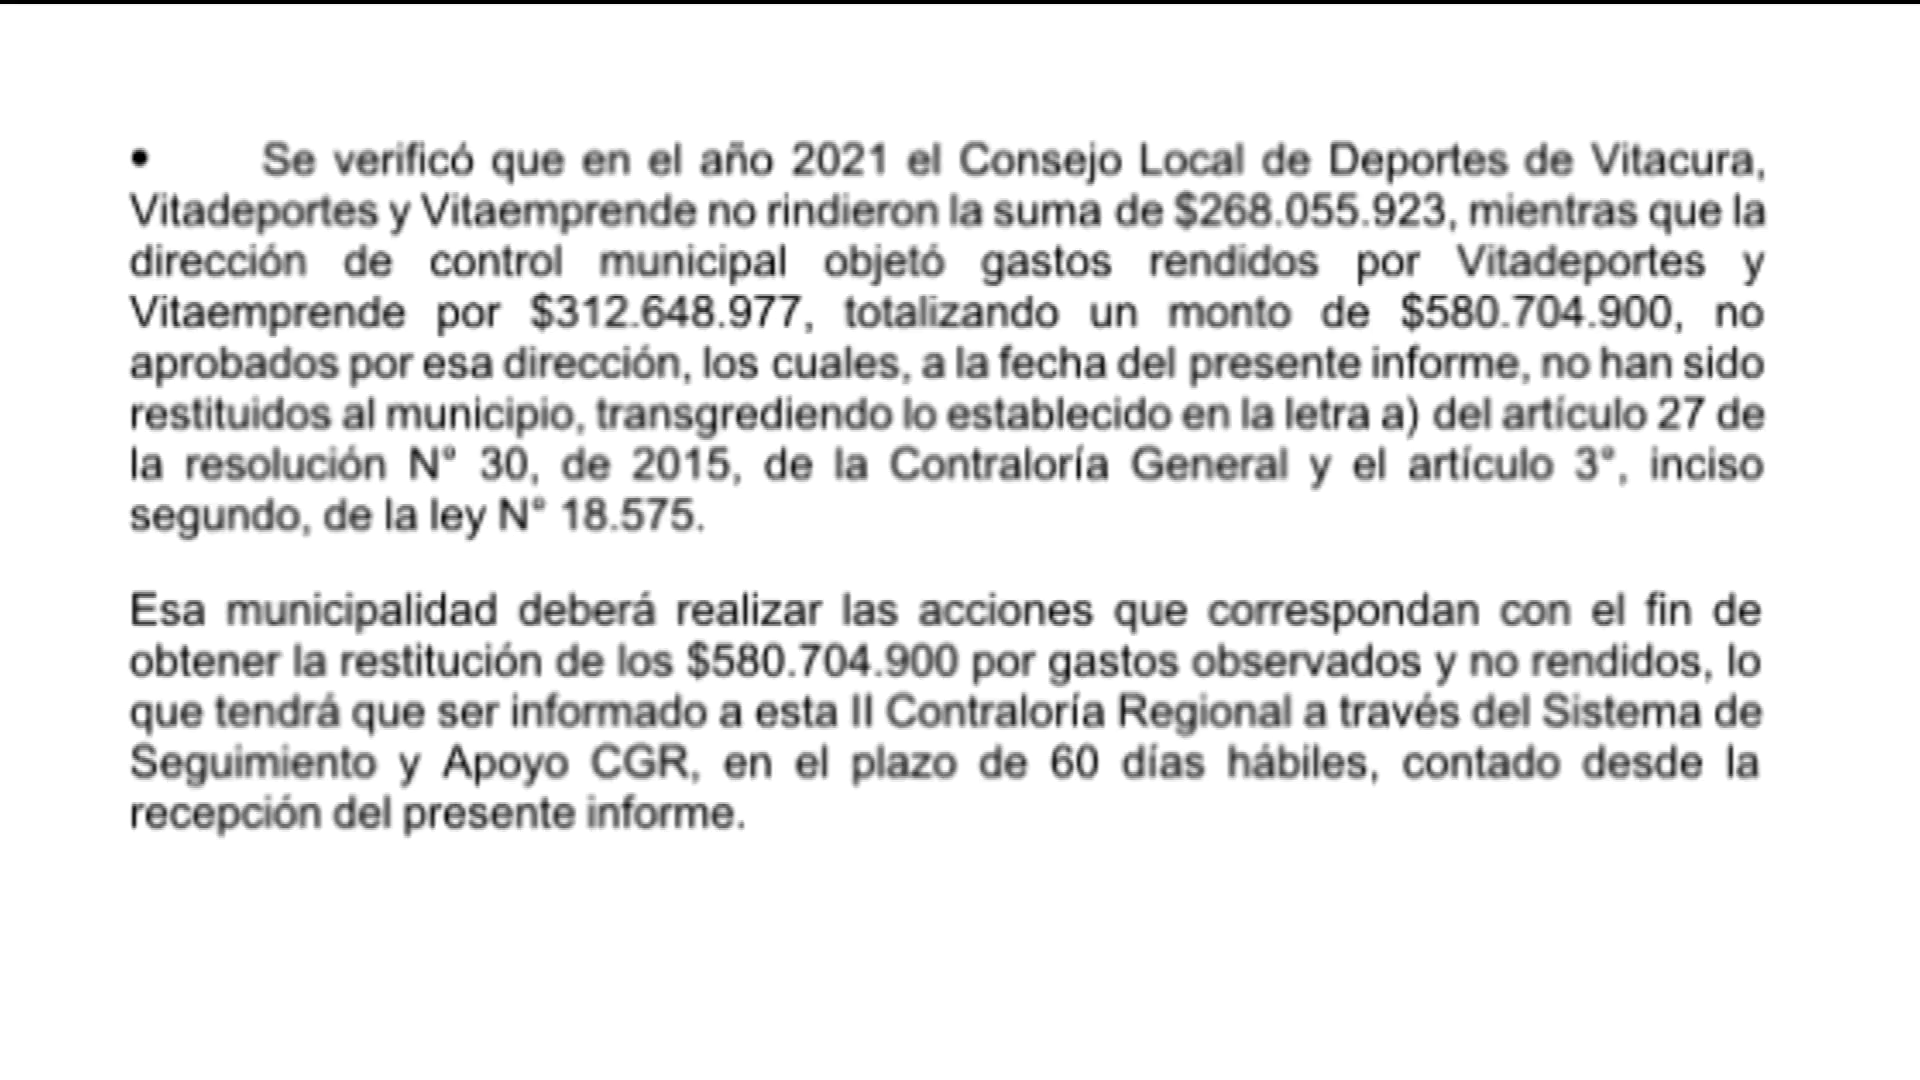 • Se verificó que en el año 2021 el Consejo Local de Deportes de Vitacura,
Vitadeportes y Vitaemprende no rindieron la suma de $268.055.923, mientras que la
dirección de control municipal objetó gastos rendidos por Vitadeportes y
Vitaemprende por $312.648.977, totalizando un monto de $580.704.900, no
aprobados por esa dirección, los cuales, a la fecha del presente informe, no han sido
restituidos al municipio, transgrediendo lo establecido en la letra a) del artículo 27 de
la resolución N° 30, de 2015, de la Contraloría General y el artículo 3°, inciso
segundo, de la ley N° 18.575.
Esa municipalidad deberá realizar las acciones que correspondan con el fin de
obtener la restitución de los $580.704.900 por gastos observados y no rendidos, lo
que tendrá que ser informado a esta II Contraloría Regional a través del Sistema de
Seguimiento y Apoyo CGR, en el plazo de 60 días hábiles, contado desde la
recepción del presente informe.